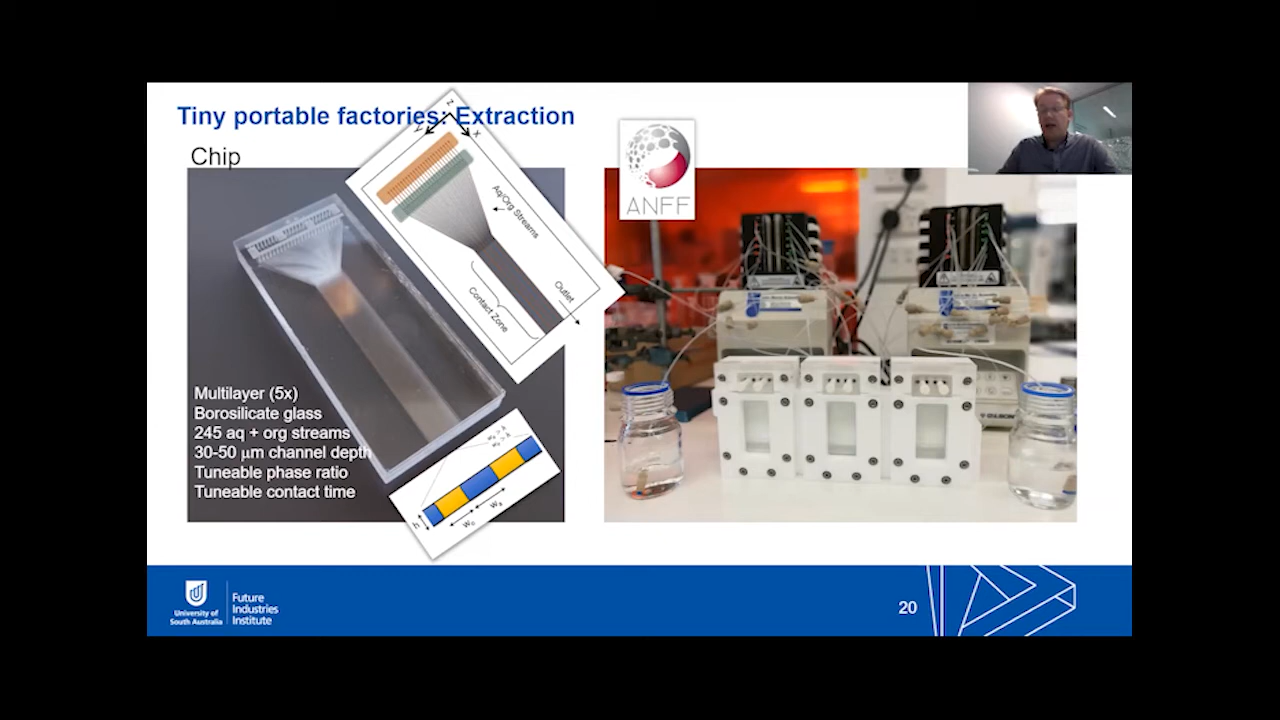 Tiny portable factories: Extraction
Chip
z
y
x
Aq/Org Streams
Contact Zone
Outlet
ANFF
Multilayer (5x)
Borosilicate glass
245 aq + org streams
30-50 μm channel depth
Tuneable phase ratio
Tuneable contact time
h
University of
South Australia
Future
Industries
Institute
20